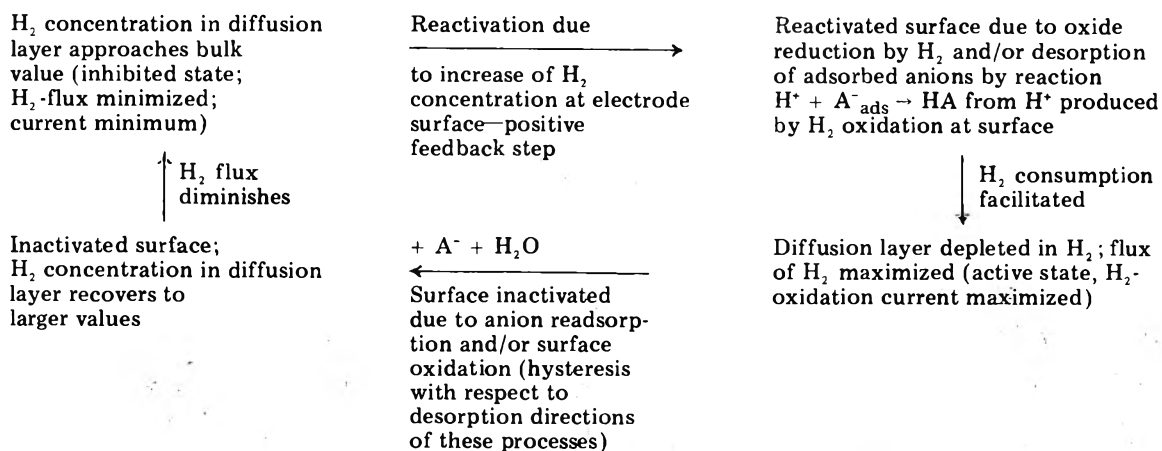 H₂ concentration in diffusion
layer approaches bulk
value (inhibited state;
H₂-flux minimized;
current minimum)
Reactivation due
to increase of H₂
concentration at electrode
surface—positive
feedback step
Reactivated surface due to oxide
reduction by H₂ and/or desorption
of adsorbed anions by reaction
H⁺ + A⁻ads → HA from H⁺ produced
by H₂ oxidation at surface
H₂ flux
diminishes
H₂ consumption
facilitated
Inactivated surface;
H₂ concentration in diffusion
layer recovers to
larger values
+ A⁻ + H₂O
Surface inactivated
due to anion readsorp-
tion and/or surface
oxidation (hysteresis
with respect to
desorption directions
of these processes)
Diffusion layer depleted in H₂; flux
of H₂ maximized (active state, H₂-
oxidation current maximized)